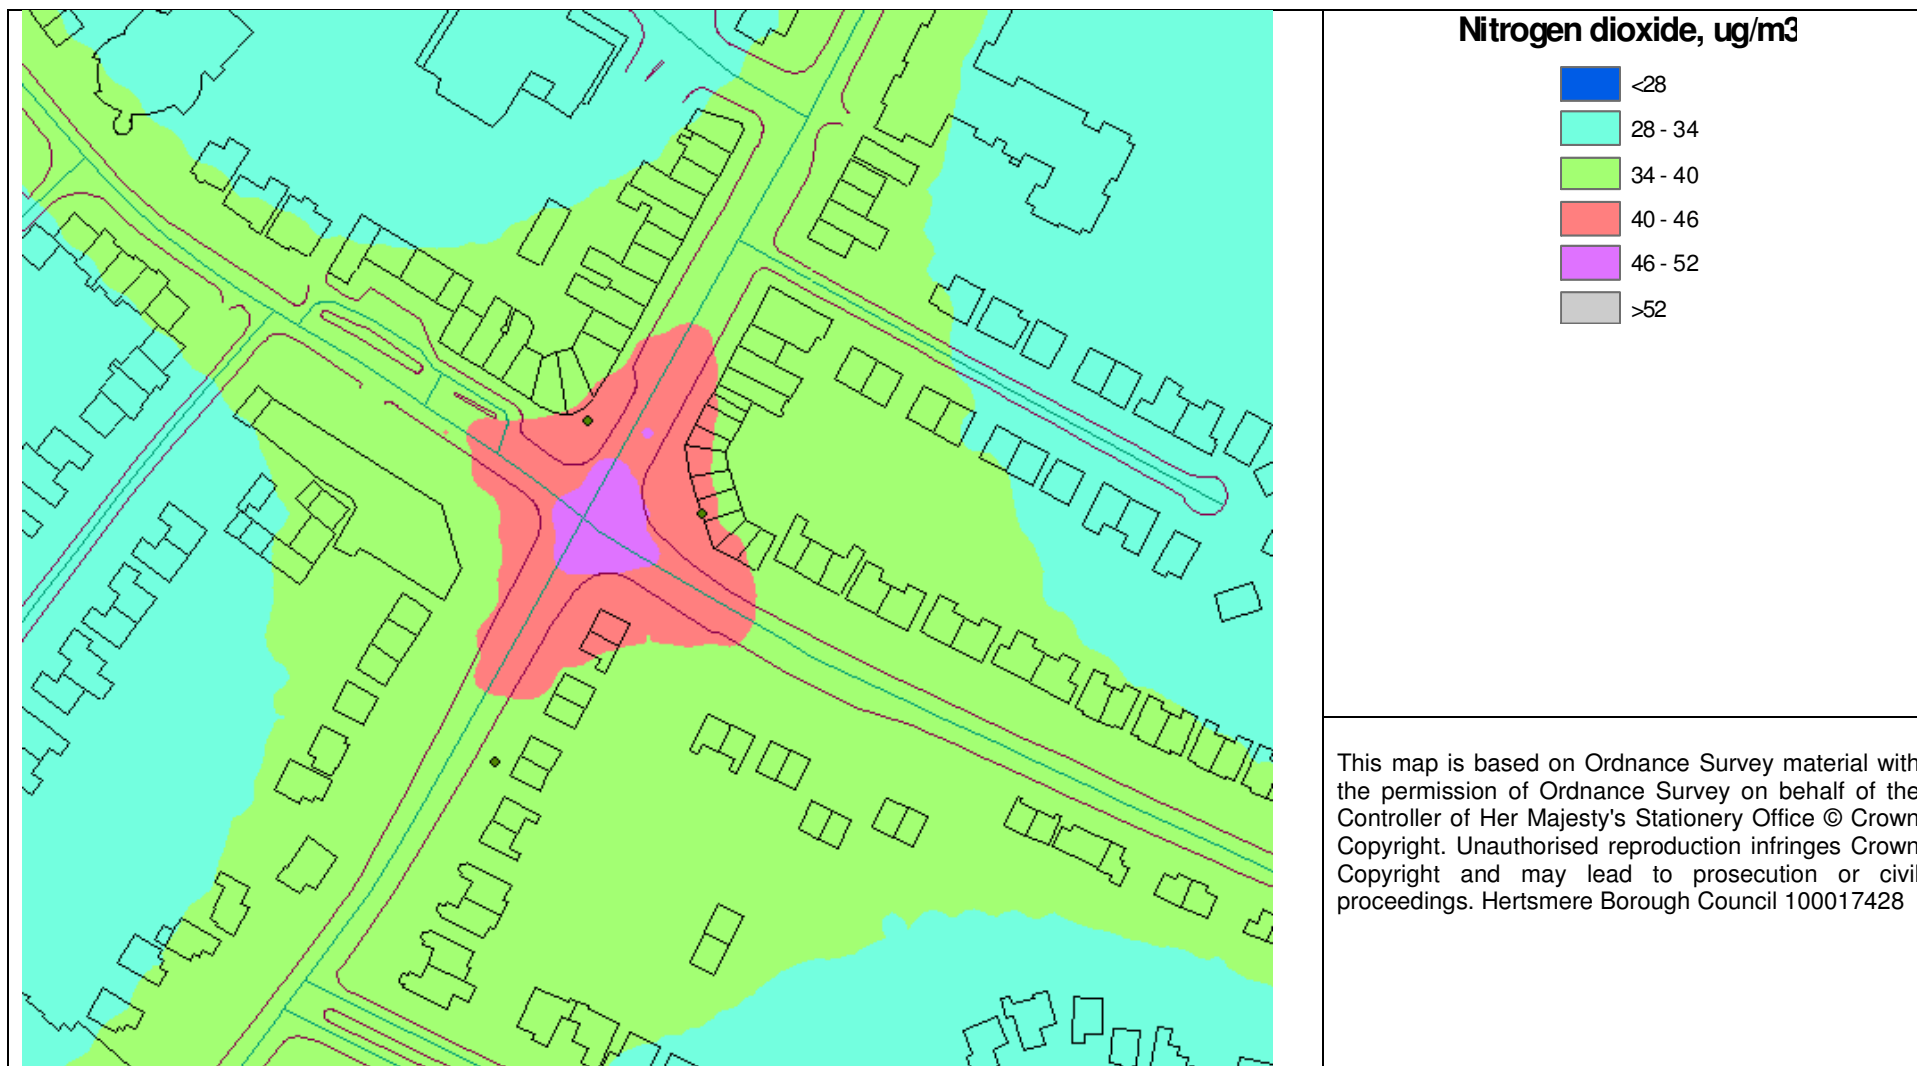 Nitrogen dioxide, ug/m3
<28
28 - 34
34 - 40
40 - 46
46 - 52
>52
This map is based on Ordnance Survey material with
the permission of Ordnance Survey on behalf of the
Controller of Her Majesty's Stationery Office © Crown
Copyright. Unauthorised reproduction infringes Crown
Copyright and may lead to prosecution or civil
proceedings. Hertsmere Borough Council 100017428